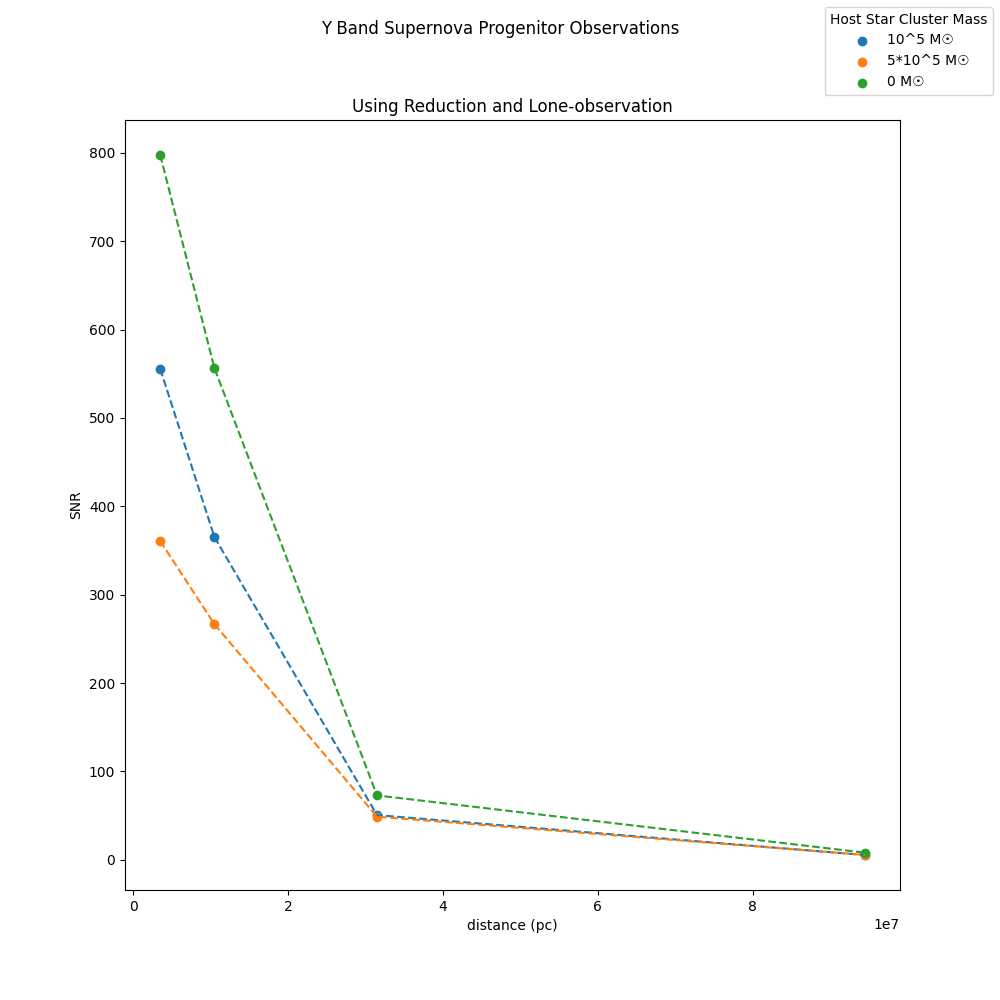 Y Band Supernova Progenitor Observations
Host Star Cluster Mass
10^5 M☉
5*10^5 M☉
0 M☉
Using Reduction and Lone-observation
800
700
600
500
400
300
200
100
0
SNR
0 2 4 6 8
1e7
distance (pc)